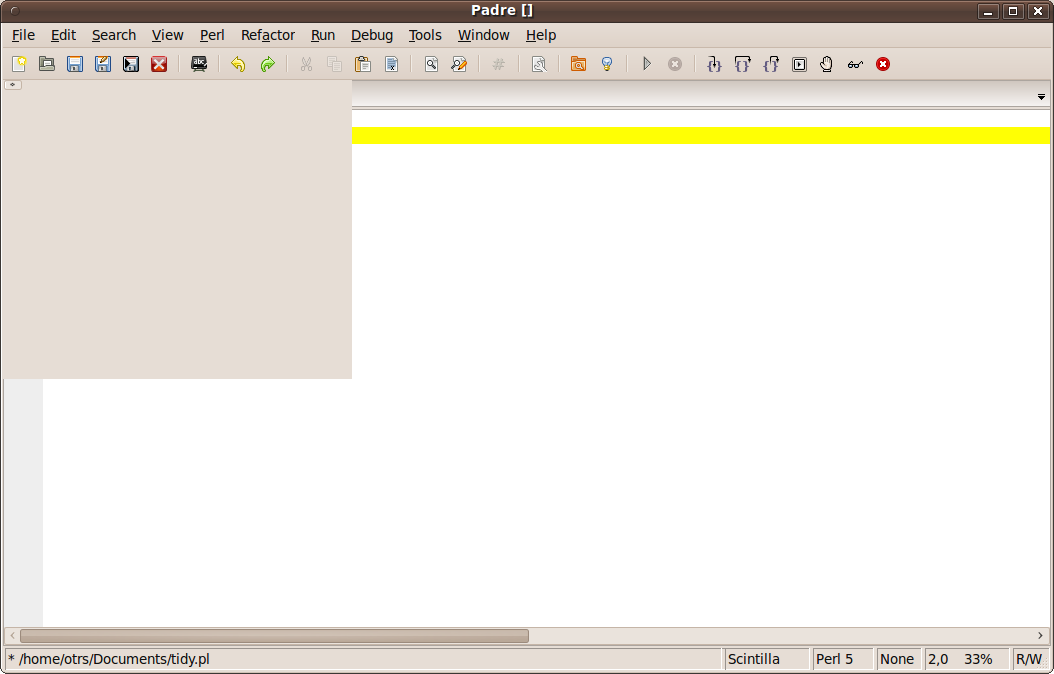 Padre []
File Edit Search View Perl Refactor Run Debug Tools Window Help
* /home/otrs/Documents/tidy.pl Scintilla Perl 5 None 2,0 33% R/W